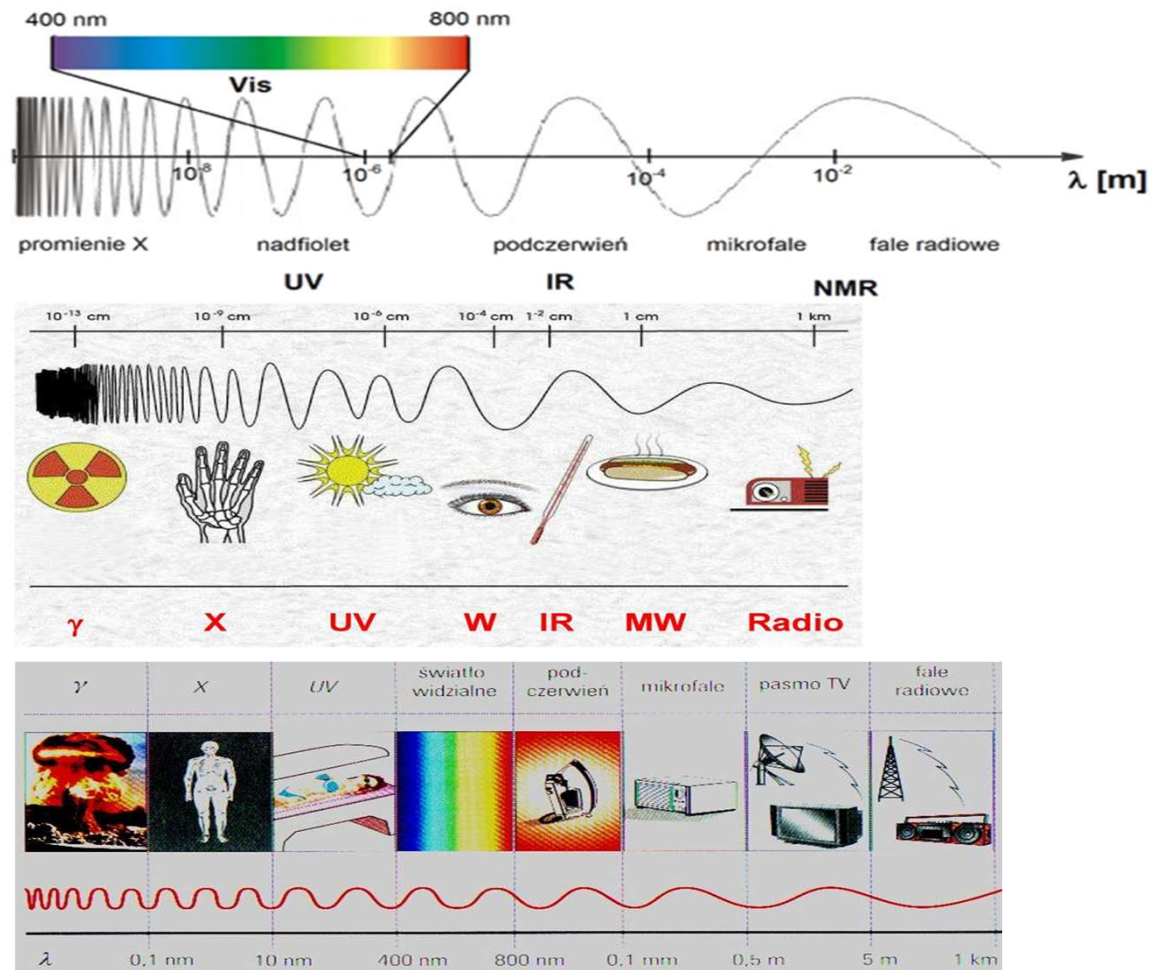 400 nm 800 nm
Vis
10⁻⁸ 10⁻⁶ 10⁻⁴ 10⁻²
λ [m]
promienie X nadfiolet podczerwień mikrofale fale radiowe
UV IR NMR
10⁻¹³ cm 10⁻⁹ cm 10⁻⁶ cm 10⁻⁴ cm 1⁻² cm 1 cm 1 km
γ X UV W IR MW Radio
γ X UV światło widzialne pod-czerwień mikrofale pasmo TV fale radiowe
λ 0,1 nm 10 nm 400 nm 800 nm 0,1 mm 0,5 m 5 m 1 km